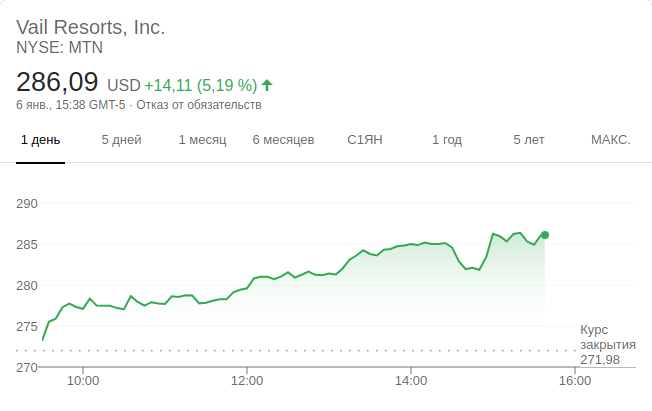 Vail Resorts, Inc.
NYSE: MTN
286,09 USD +14,11 (5,19 %)
6 янв., 15:38 GMT-5 · Отказ от обязательств
1 день 5 дней 1 месяц 6 месяцев С1ЯН 1 год 5 лет МАКС.
290
285
280
275
270
Курс
закрытия
271,98
10:00 12:00 14:00 16:00